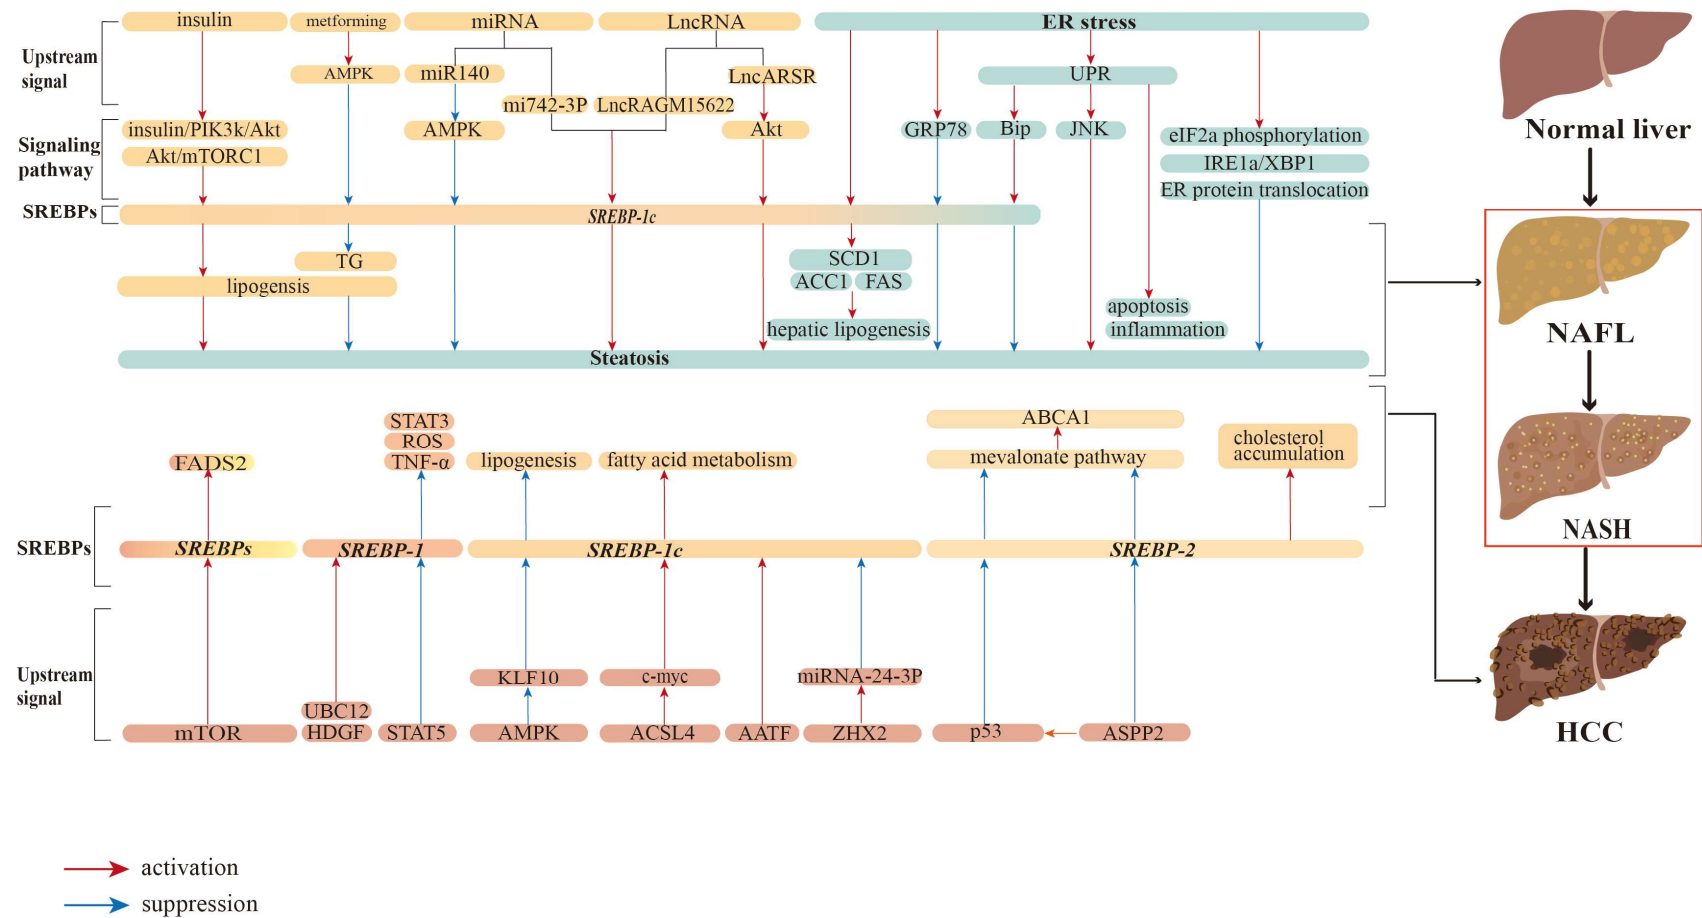 insulin
metforming
miRNA
LncRNA
ER stress
Upstream
signal
AMPK
miR140
mi742-3P
LncRAGM15622
LncARSR
UPR
Signaling
pathway
insulin/PIK3k/Akt
Akt/mTORC1
AMPK
Akt
GRP78
Bip
JNK
eIF2a phosphorylation
IRE1a/XBP1
ER protein translocation
SREBPs
SREBP-1c
TG
lipogensis
SCD1
ACC1
FAS
hepatic lipogenesis
apoptosis
inflammation
Steatosis
STAT3
ROS
TNF-α
FADS2
lipogenesis
fatty acid metabolism
ABCA1
mevalonate pathway
cholesterol
accumulation
SREBPs
SREBPs
SREBP-1
SREBP-1c
SREBP-2
Upstream
signal
KLF10
c-myc
miRNA-24-3P
UBC12
mTOR
HDGF
STAT5
AMPK
ACSL4
AATF
ZHX2
p53
ASPP2
Normal liver
NAFL
NASH
HCC
activation
suppression